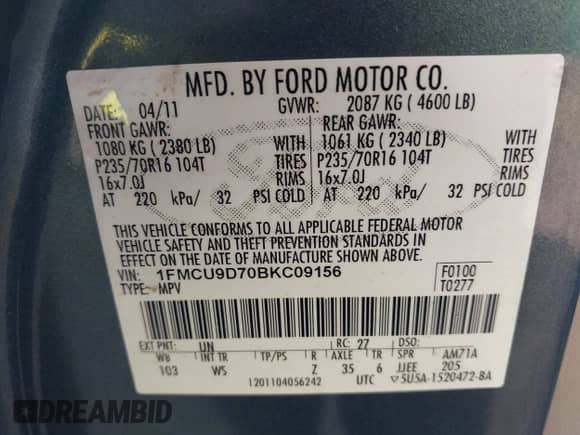 MFD. BY FORD MOTOR CO.
DATE: 04/11 GVWR: 2087 KG ( 4600 LB)
FRONT GAWR: REAR GAWR:
1080 KG ( 2380 LB) WITH 1061 KG ( 2340 LB) WITH
P235/70R16 104T TIRES P235/70R16 104T TIRES
16x7.0J RIMS 16x7.0J RIMS
AT 220 kPa/ 32 PSI COLD AT 220 kPa/ 32 PSI COLD
THIS VEHICLE CONFORMS TO ALL APPLICABLE FEDERAL MOTOR
VEHICLE SAFETY AND THEFT PREVENTION STANDARDS IN
EFFECT ON THE DATE OF MANUFACTURE SHOWN ABOVE.
VIN: 1FMCU9D70BKC09156 F0100
TYPE: MPV T0277
EXT PNT: UN RC: 27 DSO:
WB INT TR TP/PS R AXLE TR SPR AM71A
103 WS Z 35 6 JJEE 205
1201104056242 UTC 5U5A-1520472-BA
DREAMBID